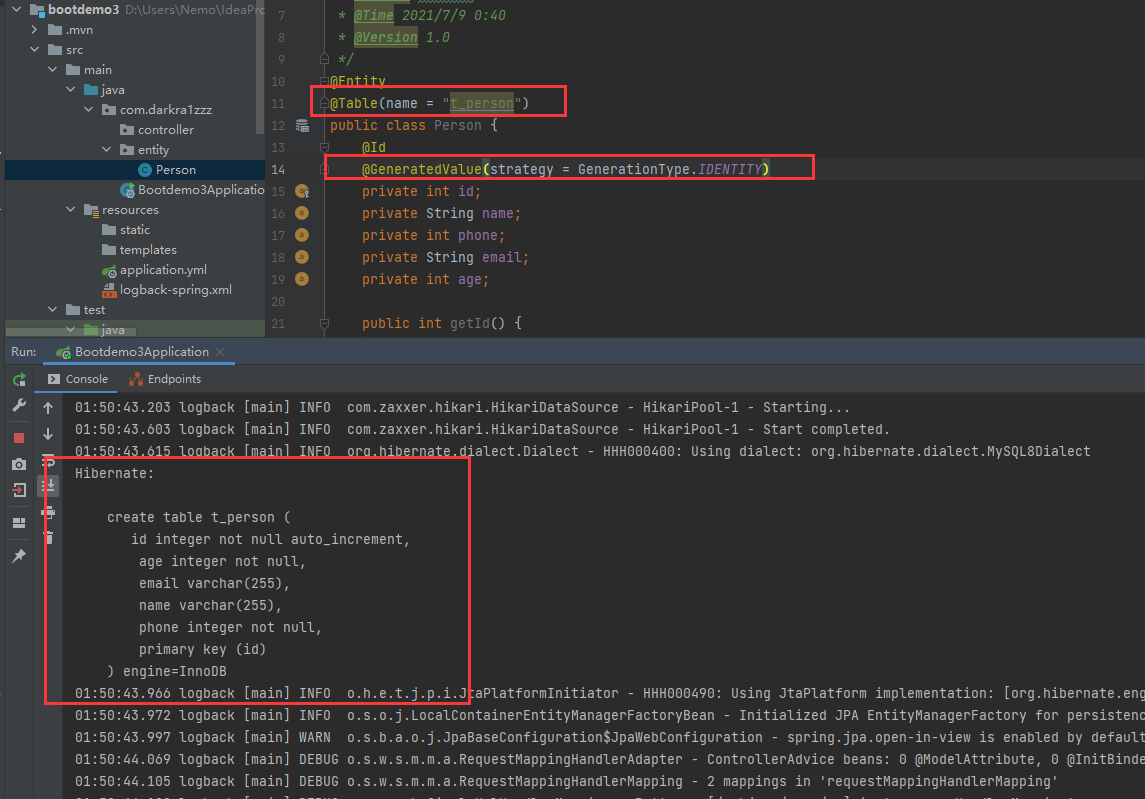 bootdemo3 D:\Users\Nemo\IdeaPro
.mvn
src
main
java
com.darkra1zzz
controller
entity
Person
Bootdemo3Applicatio
resources
static
templates
application.yml
logback-spring.xml
test
java
7 * @Time 2021/7/9 0:40
8 * @Version 1.0
9 */
10 @Entity
11 @Table(name = "t_person")
12 public class Person {
13 @Id
14 @GeneratedValue(strategy = GenerationType.IDENTITY)
15 private int id;
16 private String name;
17 private int phone;
18 private String email;
19 private int age;
20
21 public int getId() {
Run: Bootdemo3Application
Console Endpoints
01:50:43.203 logback [main] INFO com.zaxxer.hikari.HikariDataSource - HikariPool-1 - Starting...
01:50:43.603 logback [main] INFO com.zaxxer.hikari.HikariDataSource - HikariPool-1 - Start completed.
01:50:43.615 logback [main] INFO org.hibernate.dialect.Dialect - HHH000400: Using dialect: org.hibernate.dialect.MySQL8Dialect
Hibernate:
create table t_person (
id integer not null auto_increment,
age integer not null,
email varchar(255),
name varchar(255),
phone integer not null,
primary key (id)
) engine=InnoDB
01:50:43.966 logback [main] INFO o.h.e.t.j.p.i.JtaPlatformInitiator - HHH000490: Using JtaPlatform implementation: [org.hibernate.eng
01:50:43.972 logback [main] INFO o.s.o.j.LocalContainerEntityManagerFactoryBean - Initialized JPA EntityManagerFactory for persistenc
01:50:43.997 logback [main] WARN o.s.b.a.o.j.JpaBaseConfiguration$JpaWebConfiguration - spring.jpa.open-in-view is enabled by default
01:50:44.069 logback [main] DEBUG o.s.w.s.m.m.a.RequestMappingHandlerAdapter - ControllerAdvice beans: 0 @ModelAttribute, 0 @InitBinde
01:50:44.105 logback [main] DEBUG o.s.w.s.m.m.a.RequestMappingHandlerMapping - 2 mappings in 'requestMappingHandlerMapping'